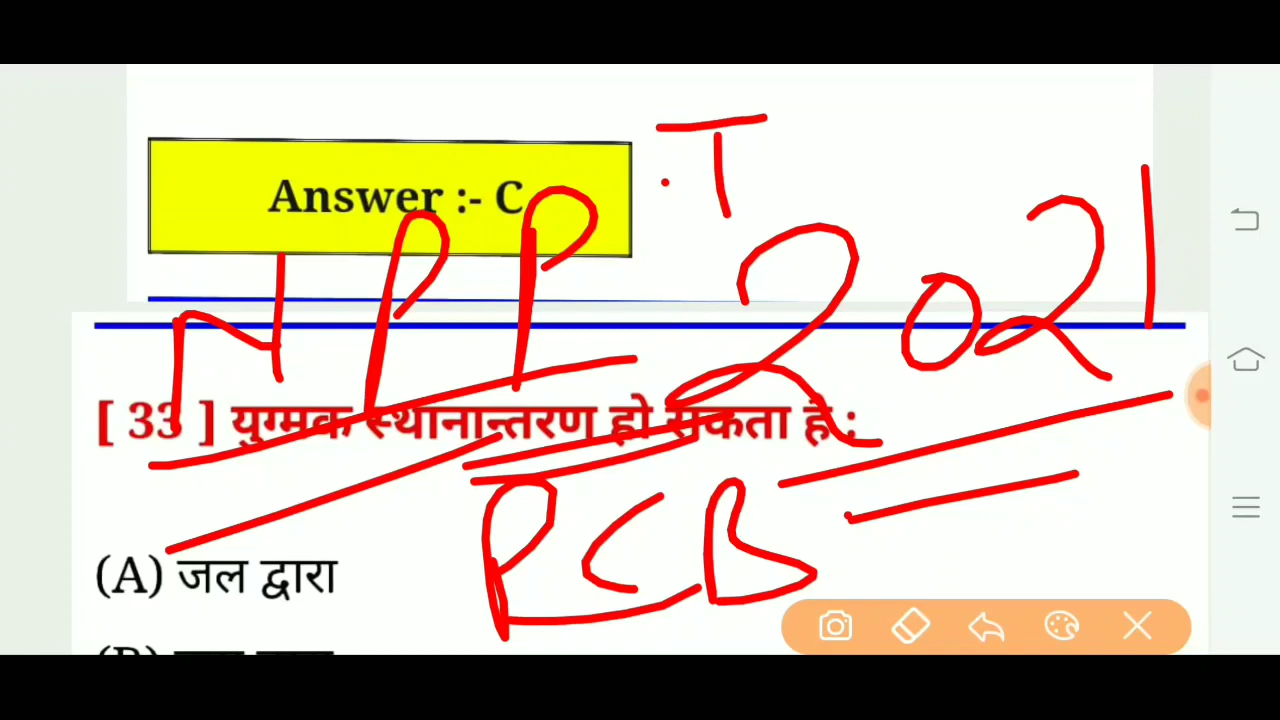 Answer :- C
T
NPP 2021
[ 33 ] युग्मक स्थानान्तरण हो सकता है :
PCB
(A) जल द्वारा